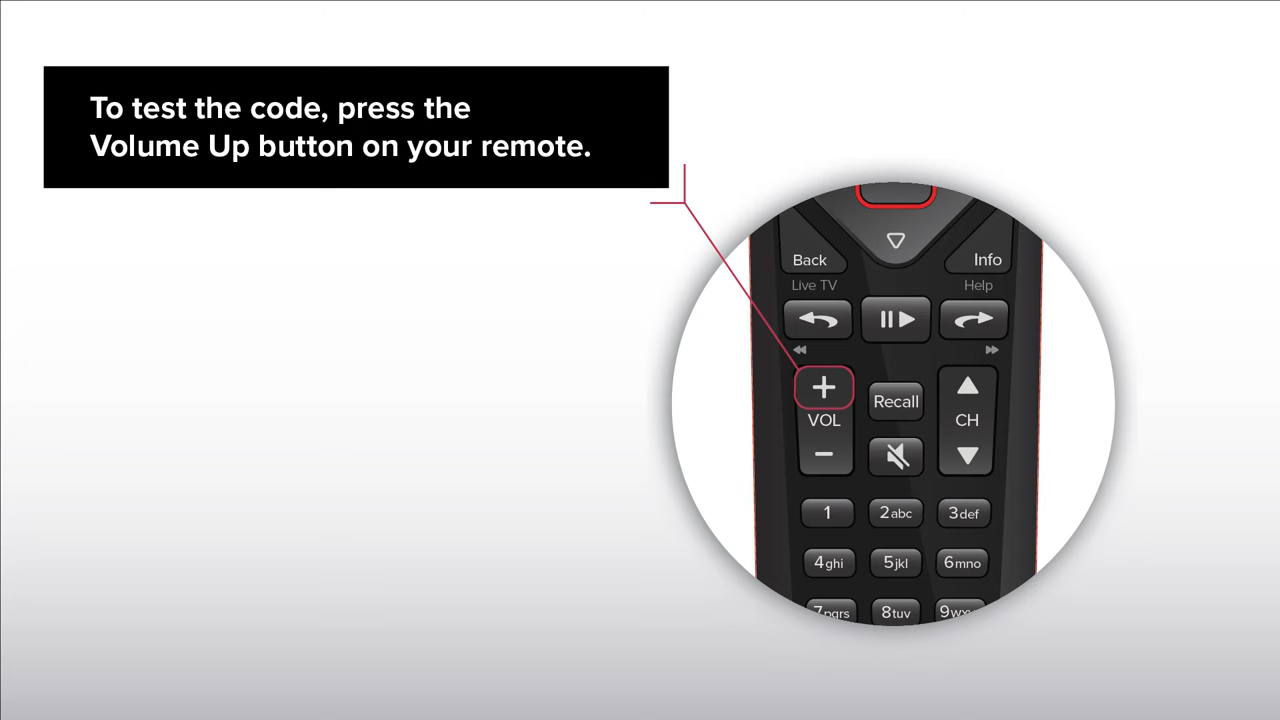 To test the code, press the
Volume Up button on your remote.
Back
Info
Live TV
Help
VOL
Recall
CH
1
2abc
3def
4ghi
5jkl
6mno
7pqrs
8tuv